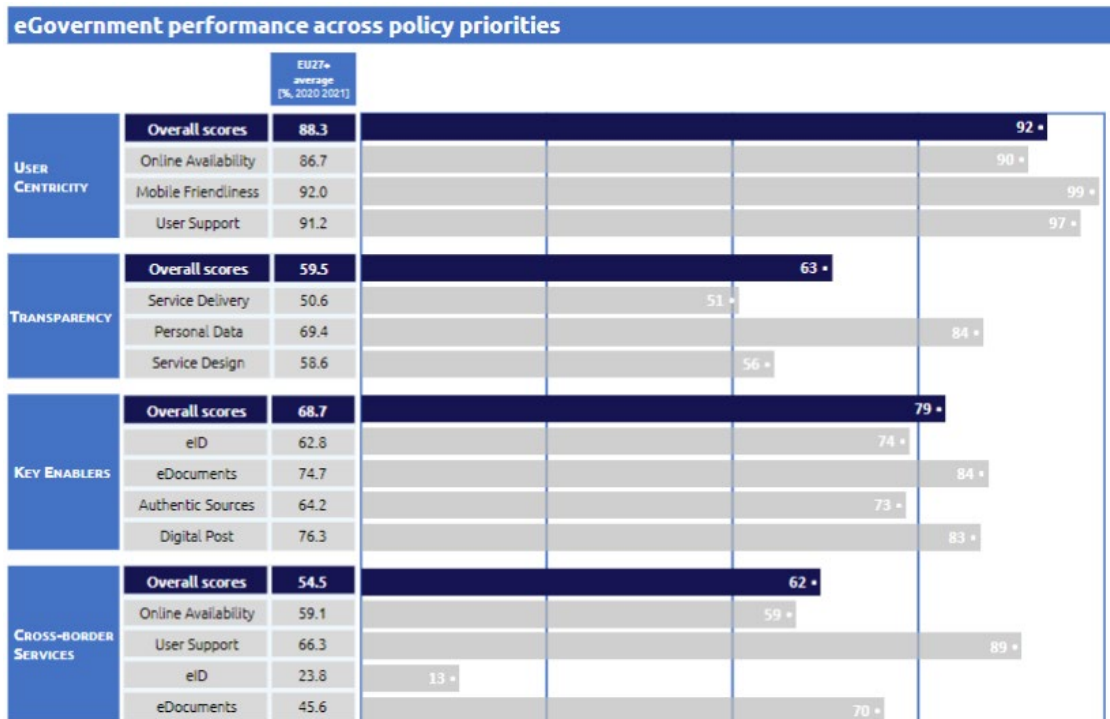 eGovernment performance across policy priorities
EU27+
average
[%, 2020 2021]
USER
CENTRICITY
Overall scores 88.3 92
Online Availability 86.7 90
Mobile Friendliness 92.0 99
User Support 91.2 97
TRANSPARENCY
Overall scores 59.5 63
Service Delivery 50.6 51
Personal Data 69.4 84
Service Design 58.6 56
KEY ENABLERS
Overall scores 68.7 79
eID 62.8 74
eDocuments 74.7 84
Authentic Sources 64.2 73
Digital Post 76.3 83
CROSS-BORDER
SERVICES
Overall scores 54.5 62
Online Availability 59.1 59
User Support 66.3 89
eID 23.8 13
eDocuments 45.6 70